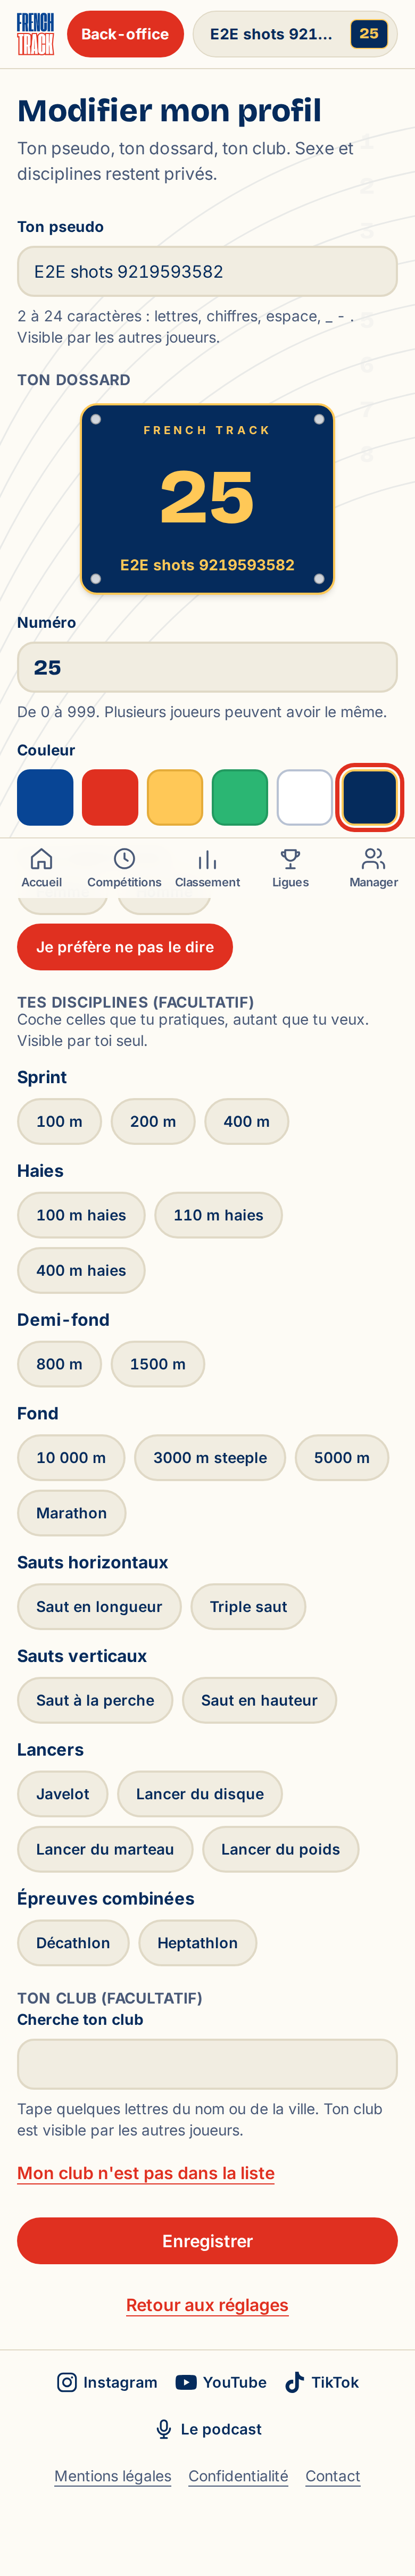 FRENCH
TRACK
Back-office
E2E shots 921...
25
Modifier mon profil
Ton pseudo, ton dossard, ton club. Sexe et
disciplines restent privés.
1
2
3
5
6
7
8
Ton pseudo
E2E shots 9219593582
2 à 24 caractères : lettres, chiffres, espace, _ - .
Visible par les autres joueurs.
TON DOSSARD
FRENCH TRACK
25
E2E shots 9219593582
Numéro
25
De 0 à 999. Plusieurs joueurs peuvent avoir le même.
Couleur
Accueil
Compétitions
Classement
Ligues
Manager
Je préfère ne pas le dire
TES DISCIPLINES (FACULTATIF)
Coche celles que tu pratiques, autant que tu veux.
Visible par toi seul.
Sprint
100 m
200 m
400 m
Haies
100 m haies
110 m haies
400 m haies
Demi-fond
800 m
1500 m
Fond
10 000 m
3000 m steeple
5000 m
Marathon
Sauts horizontaux
Saut en longueur
Triple saut
Sauts verticaux
Saut à la perche
Saut en hauteur
Lancers
Javelot
Lancer du disque
Lancer du marteau
Lancer du poids
Épreuves combinées
Décathlon
Heptathlon
TON CLUB (FACULTATIF)
Cherche ton club
Tape quelques lettres du nom ou de la ville. Ton club
est visible par les autres joueurs.
Mon club n'est pas dans la liste
Enregistrer
Retour aux réglages
Instagram
YouTube
TikTok
Le podcast
Mentions légales
Confidentialité
Contact